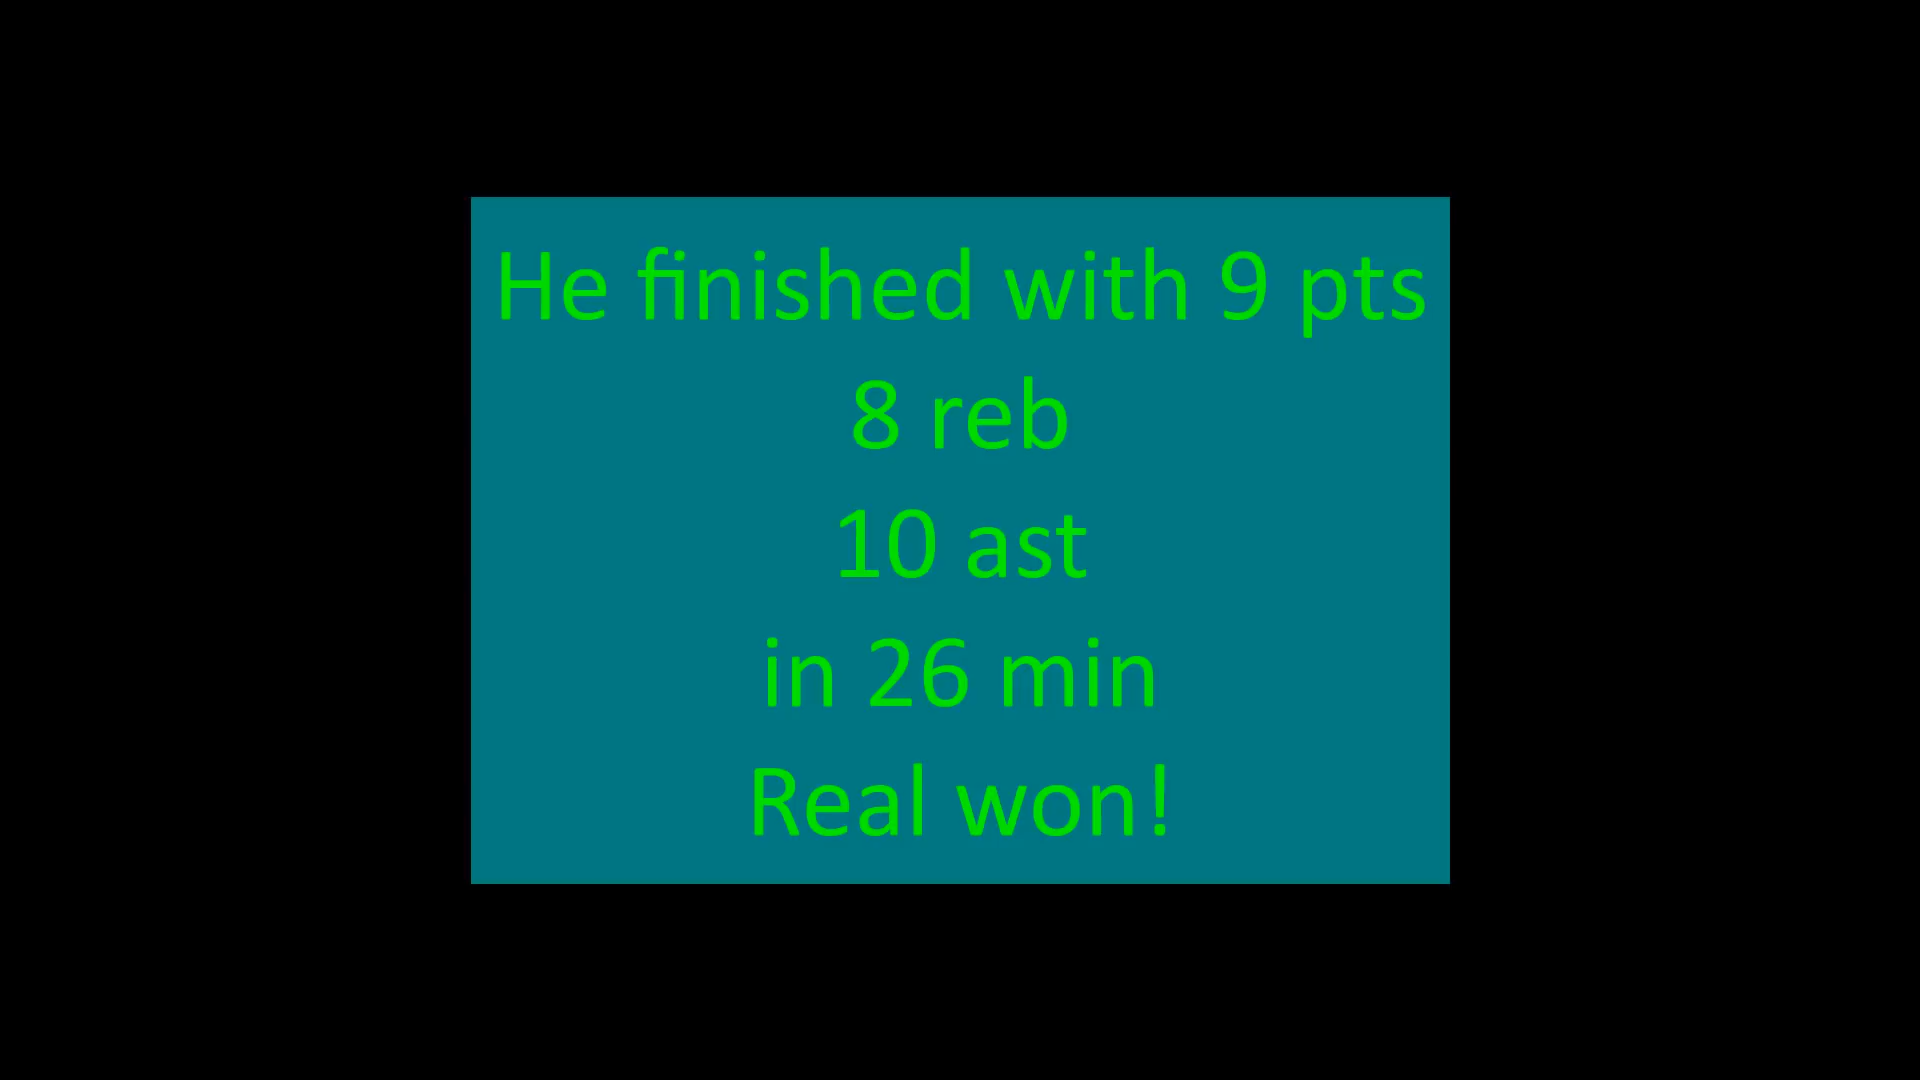 He finished with 9 pts
8 reb
10 ast
in 26 min
Real won!